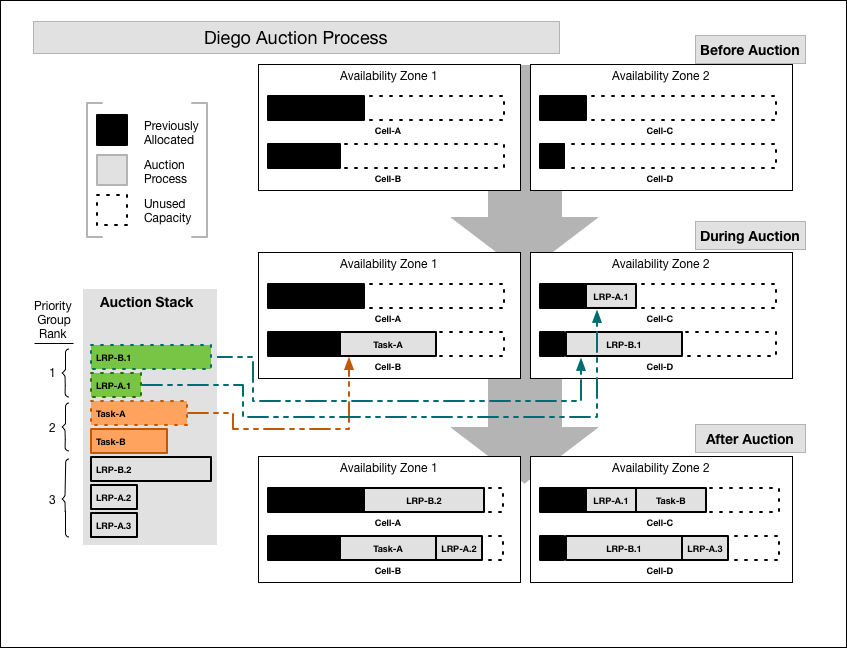 Diego Auction Process
Before Auction
Availability Zone 1
Cell-A
Cell-B
Availability Zone 2
Cell-C
Cell-D
Previously
Allocated
Auction
Process
Unused
Capacity
During Auction
Availability Zone 1
Cell-A
Task-A
Cell-B
Availability Zone 2
LRP-A.1
Cell-C
LRP-B.1
Cell-D
Priority
Group
Rank
Auction Stack
1
LRP-B.1
LRP-A.1
2
Task-A
Task-B
3
LRP-B.2
LRP-A.2
LRP-A.3
After Auction
Availability Zone 1
LRP-B.2
Cell-A
Task-A
LRP-A.2
Cell-B
Availability Zone 2
LRP-A.1
Task-B
Cell-C
LRP-B.1
LRP-A.3
Cell-D